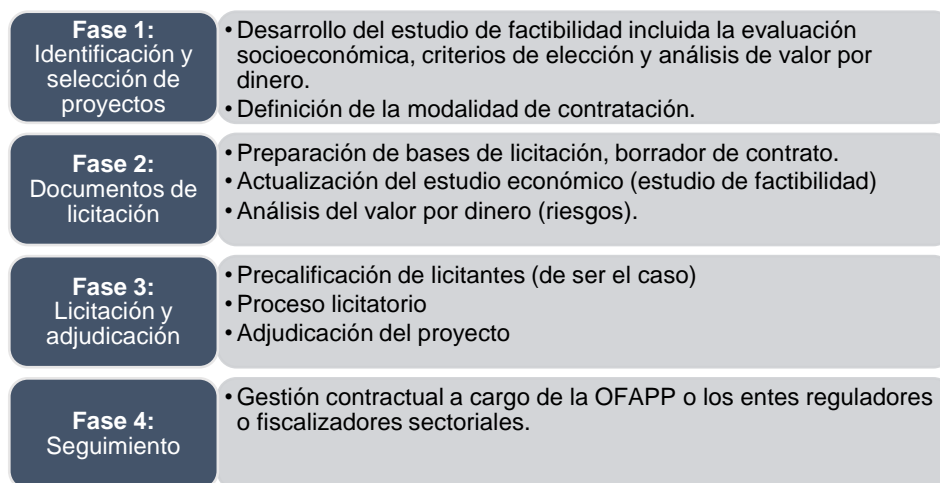 Fase 1:
Identificación y
selección de
proyectos
• Desarrollo del estudio de factibilidad incluida la evaluación
socioeconómica, criterios de elección y análisis de valor por
dinero.
• Definición de la modalidad de contratación.
Fase 2:
Documentos de
licitación
• Preparación de bases de licitación, borrador de contrato.
• Actualización del estudio económico (estudio de factibilidad)
• Análisis del valor por dinero (riesgos).
Fase 3:
Licitación y
adjudicación
• Precalificación de licitantes (de ser el caso)
• Proceso licitatorio
• Adjudicación del proyecto
Fase 4:
Seguimiento
• Gestión contractual a cargo de la OFAPP o los entes reguladores
o fiscalizadores sectoriales.